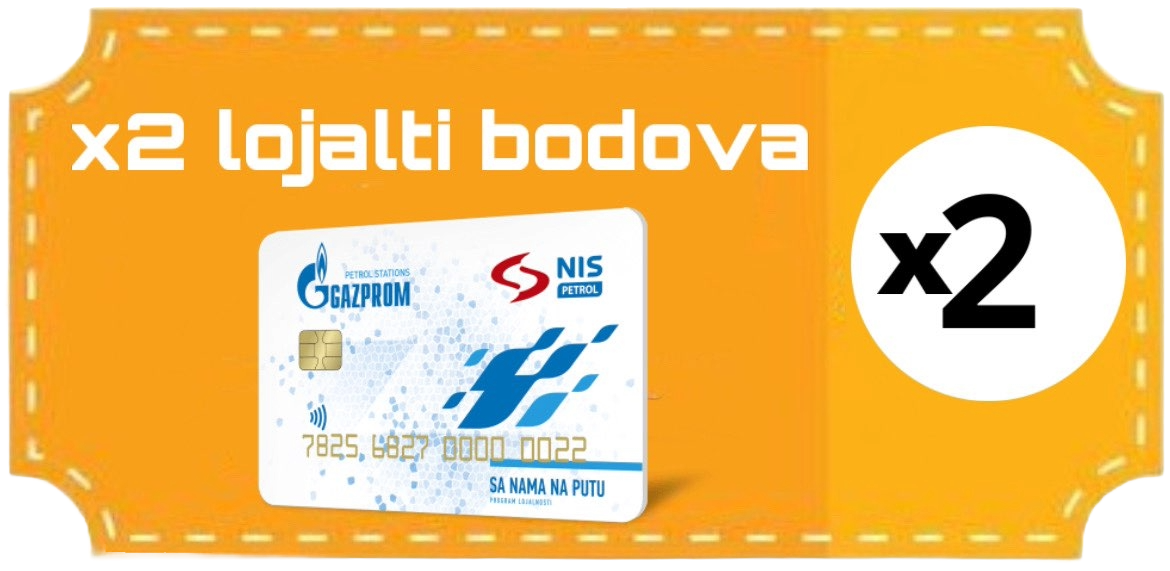 x2 lojalti bodova
x2
PETROL STATIONS
GAZPROM
NIS
PETROL
7825 6827 0000 0022
SA NAMA NA PUTU
PROGRAM LOJALNOSTI